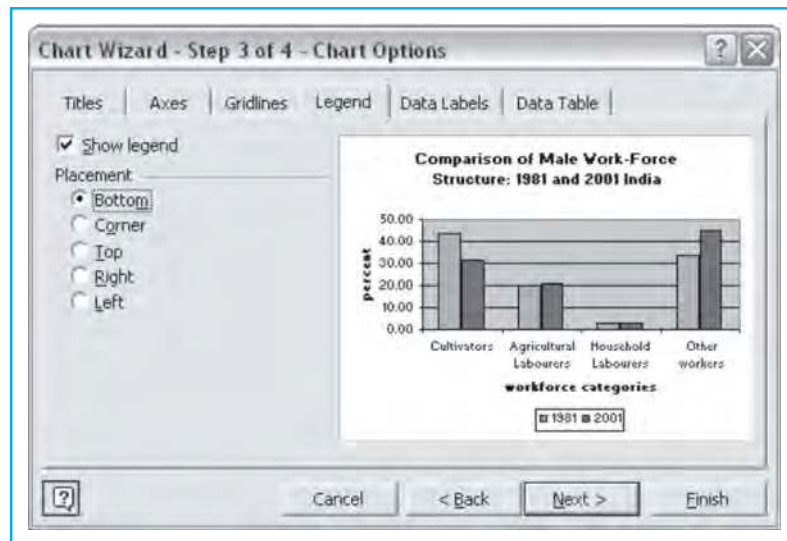 Chart Wizard - Step 3 of 4 - Chart Options
Titles
Axes
Gridlines
Legend
Data Labels
Data Table
Show legend
Placement
Bottom
Corner
Top
Right
Left
Comparison of Male Work-Force
Structure: 1981 and 2001 India
percent
50.00
40.00
30.00
20.00
10.00
0.00
Cultivators
Agricultural
Labourers
Household
Labourers
Other
workers
workforce categories
1981 2001
Cancel
< Back
Next >
Finish